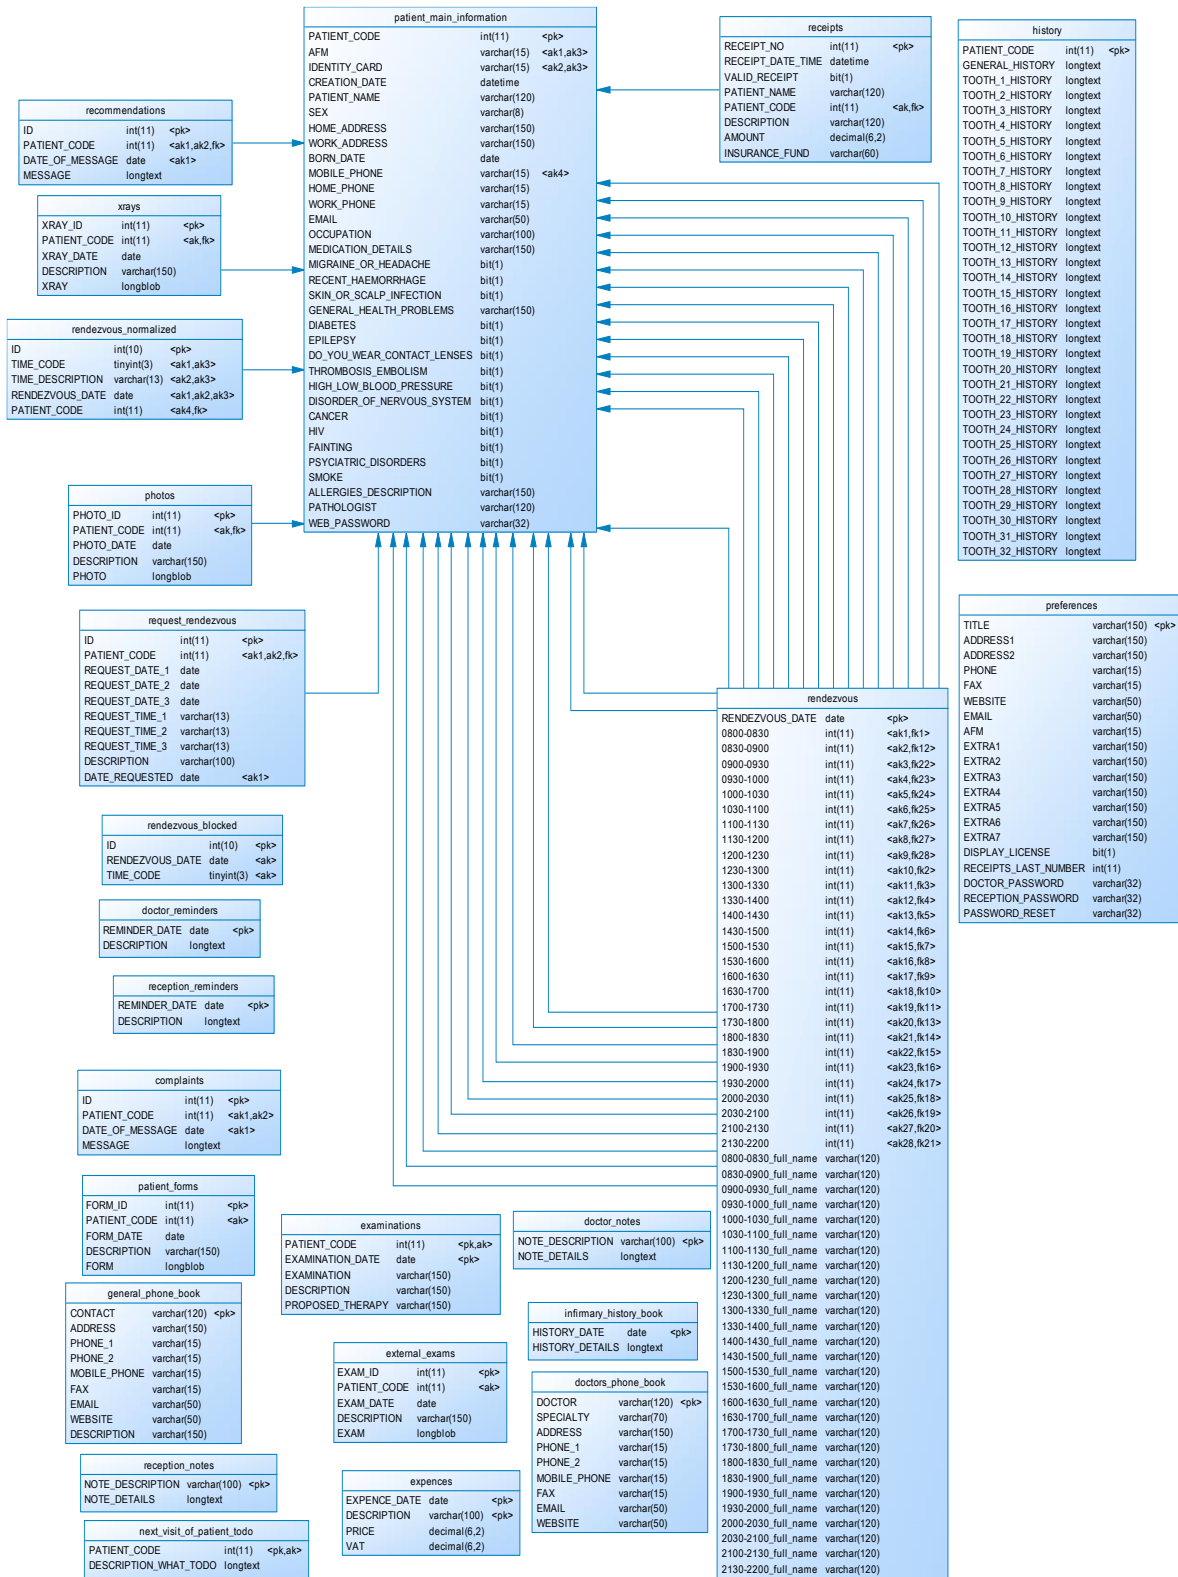 patient_main_information
PATIENT_CODE int(11) <pk>
AFM varchar(15) <ak1,ak3>
IDENTITY_CARD varchar(15) <ak2,ak3>
CREATION_DATE datetime
PATIENT_NAME varchar(120)
SEX varchar(8)
HOME_ADDRESS varchar(150)
WORK_ADDRESS varchar(150)
BORN_DATE date
MOBILE_PHONE varchar(15) <ak4>
HOME_PHONE varchar(15)
WORK_PHONE varchar(15)
EMAIL varchar(50)
OCCUPATION varchar(100)
MEDICATION_DETAILS varchar(150)
MIGRAINE_OR_HEADACHE bit(1)
RECENT_HAEMORRHAGE bit(1)
SKIN_OR_SCALP_INFECTION bit(1)
GENERAL_HEALTH_PROBLEMS varchar(150)
DIABETES bit(1)
EPILEPSY bit(1)
DO_YOU_WEAR_CONTACT_LENSES bit(1)
THROMBOSIS_EMBOLISM bit(1)
HIGH_LOW_BLOOD_PRESSURE bit(1)
DISORDER_OF_NERVOUS_SYSTEM bit(1)
CANCER bit(1)
HIV bit(1)
FAINTING bit(1)
PSYCIATRIC_DISORDERS bit(1)
SMOKE bit(1)
ALLERGIES_DESCRIPTION varchar(150)
PATHOLOGIST varchar(120)
WEB_PASSWORD varchar(32)
receipts
RECEIPT_NO int(11) <pk>
RECEIPT_DATE_TIME datetime
VALID_RECEIPT bit(1)
PATIENT_NAME varchar(120)
PATIENT_CODE int(11) <ak,fk>
DESCRIPTION varchar(120)
AMOUNT decimal(6,2)
INSURANCE_FUND varchar(60)
history
PATIENT_CODE int(11) <pk>
GENERAL_HISTORY longtext
TOOTH_1_HISTORY longtext
TOOTH_2_HISTORY longtext
TOOTH_3_HISTORY longtext
TOOTH_4_HISTORY longtext
TOOTH_5_HISTORY longtext
TOOTH_6_HISTORY longtext
TOOTH_7_HISTORY longtext
TOOTH_8_HISTORY longtext
TOOTH_9_HISTORY longtext
TOOTH_10_HISTORY longtext
TOOTH_11_HISTORY longtext
TOOTH_12_HISTORY longtext
TOOTH_13_HISTORY longtext
TOOTH_14_HISTORY longtext
TOOTH_15_HISTORY longtext
TOOTH_16_HISTORY longtext
TOOTH_17_HISTORY longtext
TOOTH_18_HISTORY longtext
TOOTH_19_HISTORY longtext
TOOTH_20_HISTORY longtext
TOOTH_21_HISTORY longtext
TOOTH_22_HISTORY longtext
TOOTH_23_HISTORY longtext
TOOTH_24_HISTORY longtext
TOOTH_25_HISTORY longtext
TOOTH_26_HISTORY longtext
TOOTH_27_HISTORY longtext
TOOTH_28_HISTORY longtext
TOOTH_29_HISTORY longtext
TOOTH_30_HISTORY longtext
TOOTH_31_HISTORY longtext
TOOTH_32_HISTORY longtext
recommendations
ID int(11) <pk>
PATIENT_CODE int(11) <ak1,ak2,fk>
DATE_OF_MESSAGE date <ak1>
MESSAGE longtext
xrays
XRAY_ID int(11) <pk>
PATIENT_CODE int(11) <ak,fk>
XRAY_DATE date
DESCRIPTION varchar(150)
XRAY longblob
rendezvous_normalized
ID int(10) <pk>
TIME_CODE tinyint(3) <ak1,ak3>
TIME_DESCRIPTION varchar(13) <ak2,ak3>
RENDEZVOUS_DATE date <ak1,ak2,ak3>
PATIENT_CODE int(11) <ak4,fk>
photos
PHOTO_ID int(11) <pk>
PATIENT_CODE int(11) <ak,fk>
PHOTO_DATE date
DESCRIPTION varchar(150)
PHOTO longblob
request_rendezvous
ID int(11) <pk>
PATIENT_CODE int(11) <ak1,ak2,fk>
REQUEST_DATE_1 date
REQUEST_DATE_2 date
REQUEST_DATE_3 date
REQUEST_TIME_1 varchar(13)
REQUEST_TIME_2 varchar(13)
REQUEST_TIME_3 varchar(13)
DESCRIPTION varchar(100)
DATE_REQUESTED date <ak1>
preferences
TITLE varchar(150) <pk>
ADDRESS1 varchar(150)
ADDRESS2 varchar(150)
PHONE varchar(15)
FAX varchar(15)
WEBSITE varchar(50)
EMAIL varchar(50)
AFM varchar(15)
EXTRA1 varchar(150)
EXTRA2 varchar(150)
EXTRA3 varchar(150)
EXTRA4 varchar(150)
EXTRA5 varchar(150)
EXTRA6 varchar(150)
EXTRA7 varchar(150)
DISPLAY_LICENSE bit(1)
RECEIPTS_LAST_NUMBER int(11)
DOCTOR_PASSWORD varchar(32)
RECEPTION_PASSWORD varchar(32)
PASSWORD_RESET varchar(32)
rendezvous
RENDEZVOUS_DATE date <pk>
0800-0830 int(11) <ak1,fk1>
0830-0900 int(11) <ak2,fk12>
0900-0930 int(11) <ak3,fk22>
0930-1000 int(11) <ak4,fk23>
1000-1030 int(11) <ak5,fk24>
1030-1100 int(11) <ak6,fk25>
1100-1130 int(11) <ak7,fk26>
1130-1200 int(11) <ak8,fk27>
1200-1230 int(11) <ak9,fk28>
1230-1300 int(11) <ak10,fk2>
1300-1330 int(11) <ak11,fk3>
1330-1400 int(11) <ak12,fk4>
1400-1430 int(11) <ak13,fk5>
1430-1500 int(11) <ak14,fk6>
1500-1530 int(11) <ak15,fk7>
1530-1600 int(11) <ak16,fk8>
1600-1630 int(11) <ak17,fk9>
1630-1700 int(11) <ak18,fk10>
1700-1730 int(11) <ak19,fk11>
1730-1800 int(11) <ak20,fk13>
1800-1830 int(11) <ak21,fk14>
1830-1900 int(11) <ak22,fk15>
1900-1930 int(11) <ak23,fk16>
1930-2000 int(11) <ak24,fk17>
2000-2030 int(11) <ak25,fk18>
2030-2100 int(11) <ak26,fk19>
2100-2130 int(11) <ak27,fk20>
2130-2200 int(11) <ak28,fk21>
0800-0830_full_name varchar(120)
0830-0900_full_name varchar(120)
0900-0930_full_name varchar(120)
0930-1000_full_name varchar(120)
1000-1030_full_name varchar(120)
1030-1100_full_name varchar(120)
1100-1130_full_name varchar(120)
1130-1200_full_name varchar(120)
1200-1230_full_name varchar(120)
1230-1300_full_name varchar(120)
1300-1330_full_name varchar(120)
1330-1400_full_name varchar(120)
1400-1430_full_name varchar(120)
1430-1500_full_name varchar(120)
1500-1530_full_name varchar(120)
1530-1600_full_name varchar(120)
1600-1630_full_name varchar(120)
1630-1700_full_name varchar(120)
1700-1730_full_name varchar(120)
1730-1800_full_name varchar(120)
1800-1830_full_name varchar(120)
1830-1900_full_name varchar(120)
1900-1930_full_name varchar(120)
1930-2000_full_name varchar(120)
2000-2030_full_name varchar(120)
2030-2100_full_name varchar(120)
2100-2130_full_name varchar(120)
2130-2200_full_name varchar(120)
rendezvous_blocked
ID int(10) <pk>
RENDEZVOUS_DATE date <ak>
TIME_CODE tinyint(3) <ak>
doctor_reminders
REMINDER_DATE date <pk>
DESCRIPTION longtext
reception_reminders
REMINDER_DATE date <pk>
DESCRIPTION longtext
complaints
ID int(11) <pk>
PATIENT_CODE int(11) <ak1,ak2>
DATE_OF_MESSAGE date <ak1>
MESSAGE longtext
patient_forms
FORM_ID int(11) <pk>
PATIENT_CODE int(11) <ak>
FORM_DATE date
DESCRIPTION varchar(150)
FORM longblob
general_phone_book
CONTACT varchar(120) <pk>
ADDRESS varchar(150)
PHONE_1 varchar(15)
PHONE_2 varchar(15)
MOBILE_PHONE varchar(15)
FAX varchar(15)
EMAIL varchar(50)
WEBSITE varchar(50)
DESCRIPTION varchar(150)
reception_notes
NOTE_DESCRIPTION varchar(100) <pk>
NOTE_DETAILS longtext
next_visit_of_patient_todo
PATIENT_CODE int(11) <pk,ak>
DESCRIPTION_WHAT_TODO longtext
examinations
PATIENT_CODE int(11) <pk,ak>
EXAMINATION_DATE date <pk>
EXAMINATION varchar(150)
DESCRIPTION varchar(150)
PROPOSED_THERAPY varchar(150)
external_exams
EXAM_ID int(11) <pk>
PATIENT_CODE int(11) <ak>
EXAM_DATE date
DESCRIPTION varchar(150)
EXAM longblob
expences
EXPENCE_DATE date <pk>
DESCRIPTION varchar(100) <pk>
PRICE decimal(6,2)
VAT decimal(6,2)
doctor_notes
NOTE_DESCRIPTION varchar(100) <pk>
NOTE_DETAILS longtext
infirmary_history_book
HISTORY_DATE date <pk>
HISTORY_DETAILS longtext
doctors_phone_book
DOCTOR varchar(120) <pk>
SPECIALTY varchar(70)
ADDRESS varchar(150)
PHONE_1 varchar(15)
PHONE_2 varchar(15)
MOBILE_PHONE varchar(15)
FAX varchar(15)
EMAIL varchar(50)
WEBSITE varchar(50)